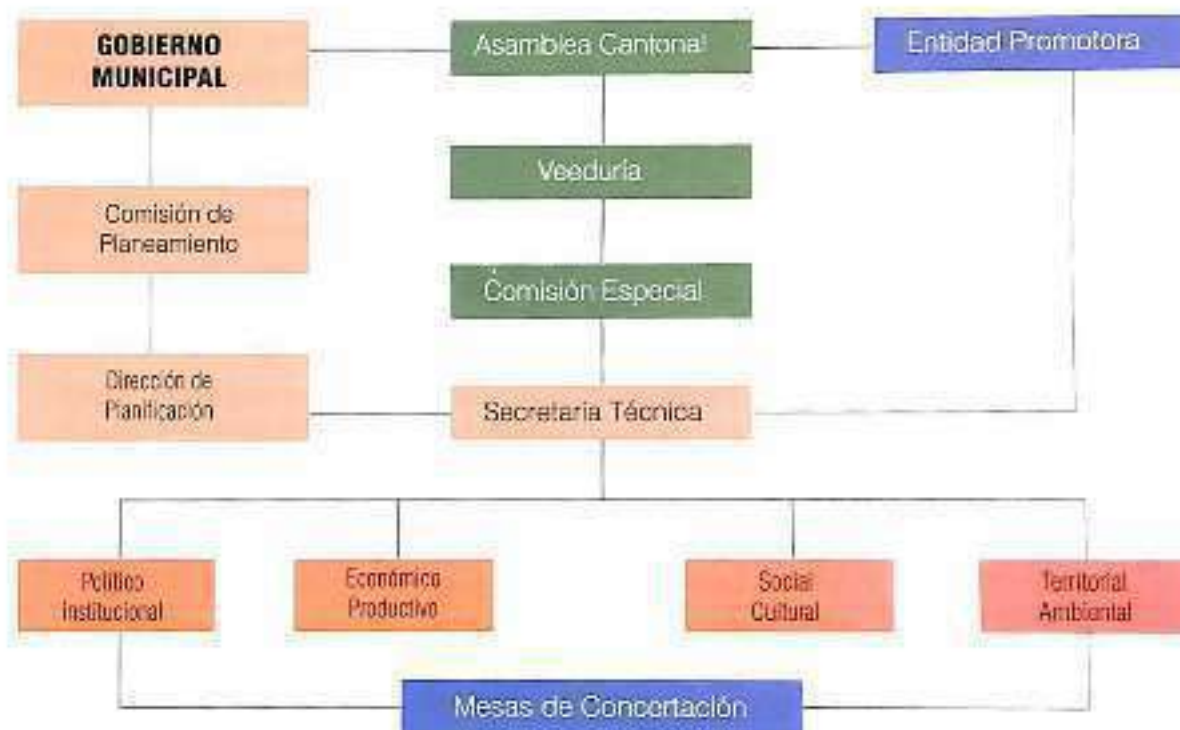 GOBIERNO
MUNICIPAL
Asamblea Cantonal
Entidad Promotora
Veeduría
Comisión de
Planeamiento
Comisión Especial
Dirección de
Planificación
Secretaria Técnica
Político
Institucional
Económico
Productivo
Social
Cultural
Territorial
Ambiental
Mesas de Concertación